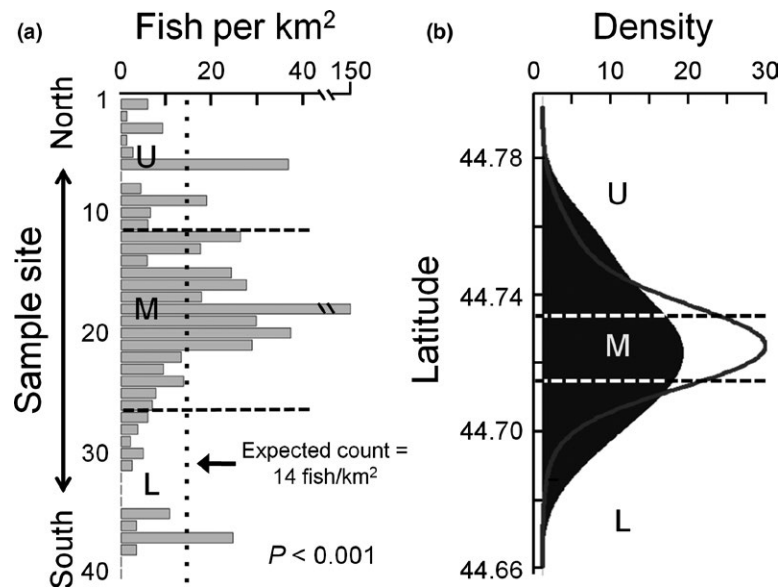 (a)
Fish per km²
0 20 40 150
North
Sample site
South
1
10
20
30
40
U
M
L
Expected count =
14 fish/km²
P < 0.001
(b)
Density
0 10 20 30
Latitude
44.78
44.74
44.70
44.66
U
M
L